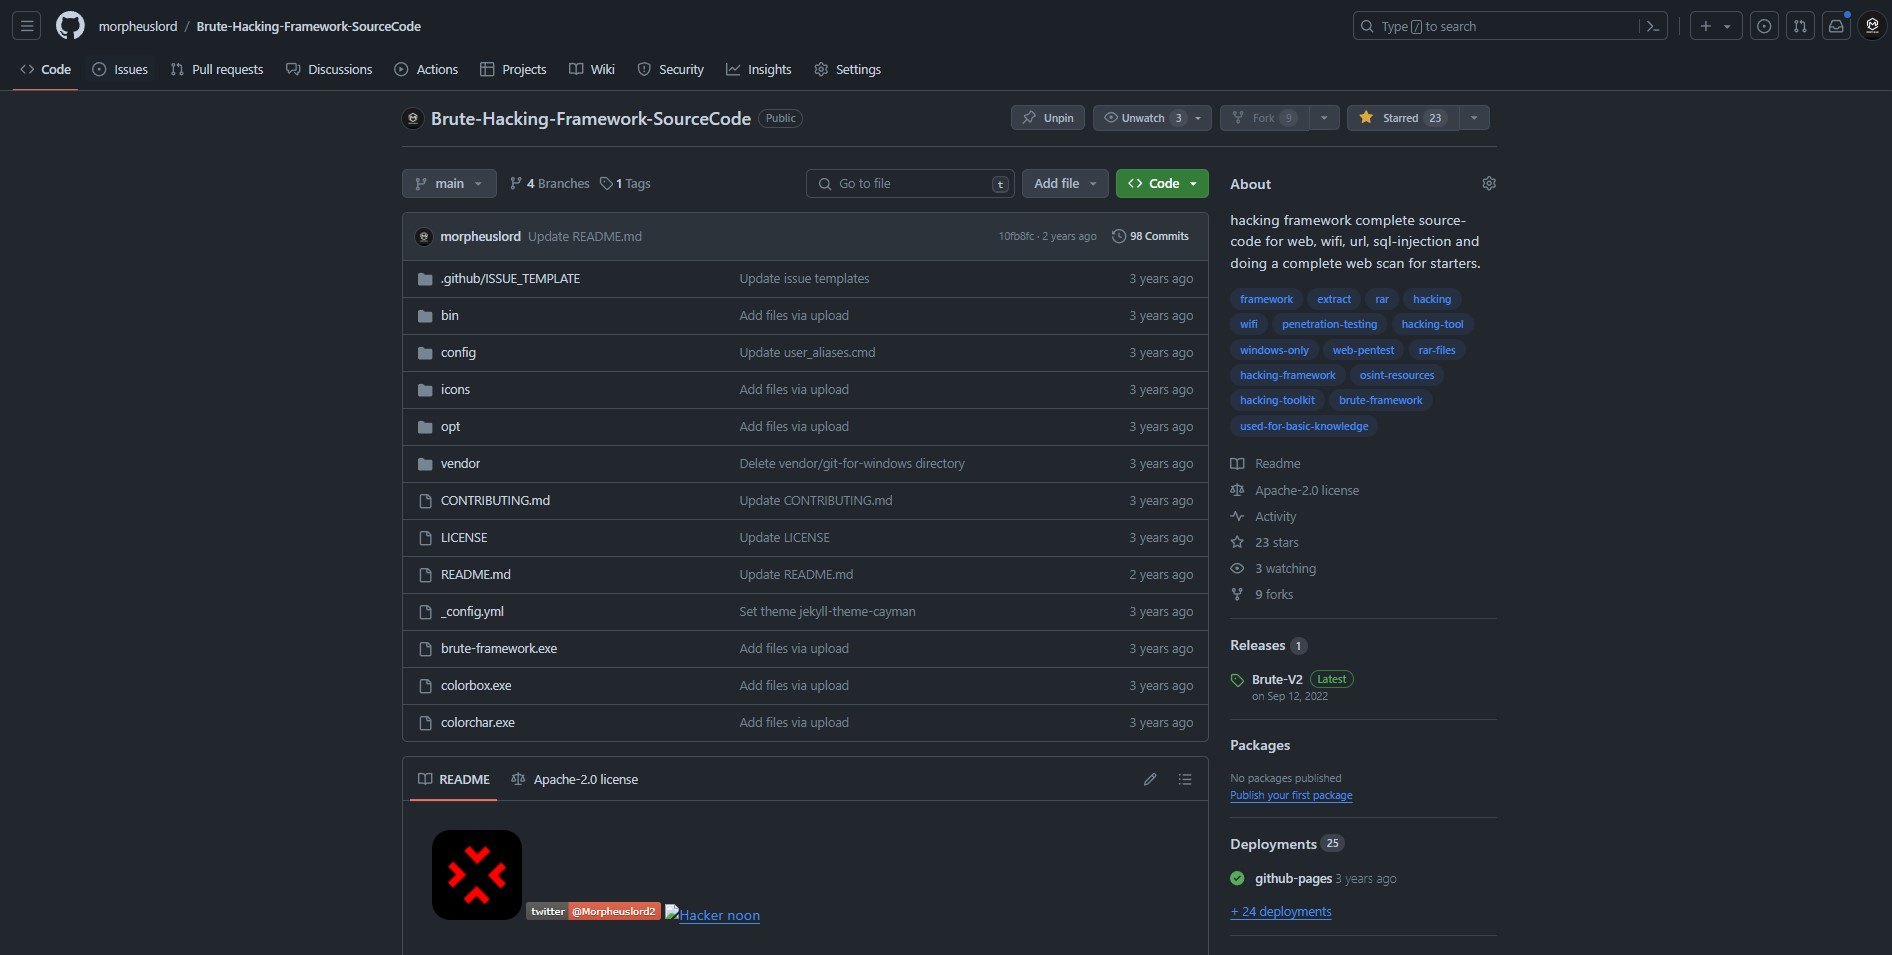 morpheuslord / Brute-Hacking-Framework-SourceCode
Type / to search
Code Issues Pull requests Discussions Actions Projects Wiki Security Insights Settings
Brute-Hacking-Framework-SourceCode Public
Unpin Unwatch 3 Fork 9 Starred 23
main 4 Branches 1 Tags
Go to file t Add file Code
morpheuslord Update README.md 10fb8fc · 2 years ago 98 Commits
.github/ISSUE_TEMPLATE Update issue templates 3 years ago
bin Add files via upload 3 years ago
config Update user_aliases.cmd 3 years ago
icons Add files via upload 3 years ago
opt Add files via upload 3 years ago
vendor Delete vendor/git-for-windows directory 3 years ago
CONTRIBUTING.md Update CONTRIBUTING.md 3 years ago
LICENSE Update LICENSE 3 years ago
README.md Update README.md 2 years ago
_config.yml Set theme jekyll-theme-cayman 3 years ago
brute-framework.exe Add files via upload 3 years ago
colorbox.exe Add files via upload 3 years ago
colorchar.exe Add files via upload 3 years ago
README Apache-2.0 license
twitter @Morpheuslord2 Hacker noon
About
hacking framework complete source-
code for web, wifi, url, sql-injection and
doing a complete web scan for starters.
framework extract rar hacking
wifi penetration-testing hacking-tool
windows-only web-pentest rar-files
hacking-framework osint-resources
hacking-toolkit brute-framework
used-for-basic-knowledge
Readme
Apache-2.0 license
Activity
23 stars
3 watching
9 forks
Releases 1
Brute-V2 Latest
on Sep 12, 2022
Packages
No packages published
Publish your first package
Deployments 25
github-pages 3 years ago
+ 24 deployments